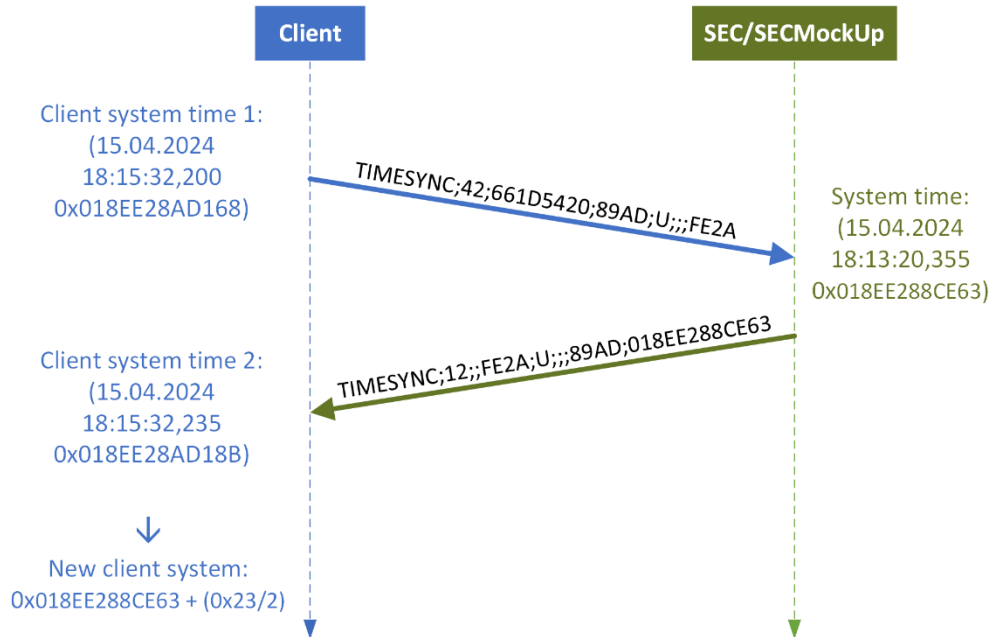 Client
SEC/SECMockUp
Client system time 1:
(15.04.2024
18:15:32,200
0x018EE28AD168)
TIMESYNC;42;661D5420;89AD;U;;;FE2A
System time:
(15.04.2024
18:13:20,355
0x018EE288CE63)
TIMESYNC;12;;FE2A;U;;;89AD;018EE288CE63
Client system time 2:
(15.04.2024
18:15:32,235
0x018EE28AD18B)
New client system:
0x018EE288CE63 + (0x23/2)